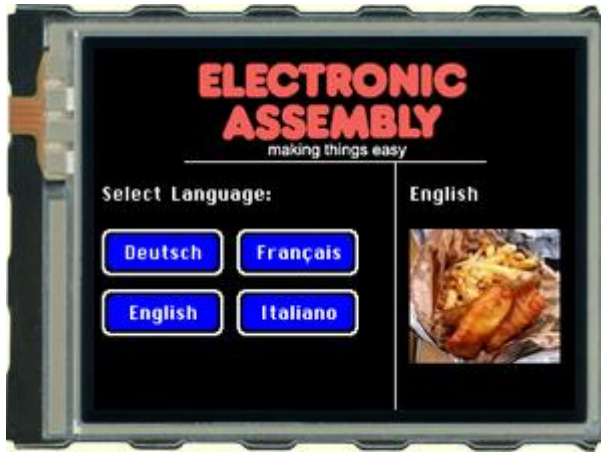 ELECTRONIC
ASSEMBLY
making things easy
Select Language:
English
Deutsch
Français
English
Italiano